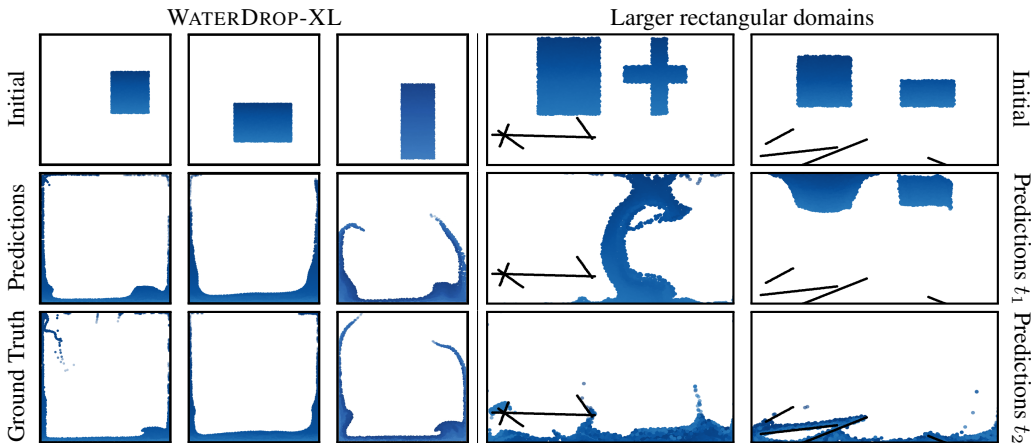 WATERDROP-XL
Larger rectangular domains
Initial
Initial
Predictions
Predictions t₁
Ground Truth
Predictions t₂